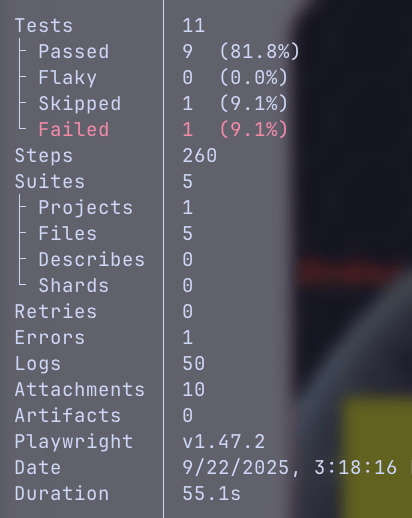 Tests 11
Passed 9 (81.8%)
Flaky 0 (0.0%)
Skipped 1 (9.1%)
Failed 1 (9.1%)
Steps 260
Suites 5
Projects 1
Files 5
Describes 0
Shards 0
Retries 0
Errors 1
Logs 50
Attachments 10
Artifacts 0
Playwright v1.47.2
Date 9/22/2025, 3:18:16
Duration 55.1s